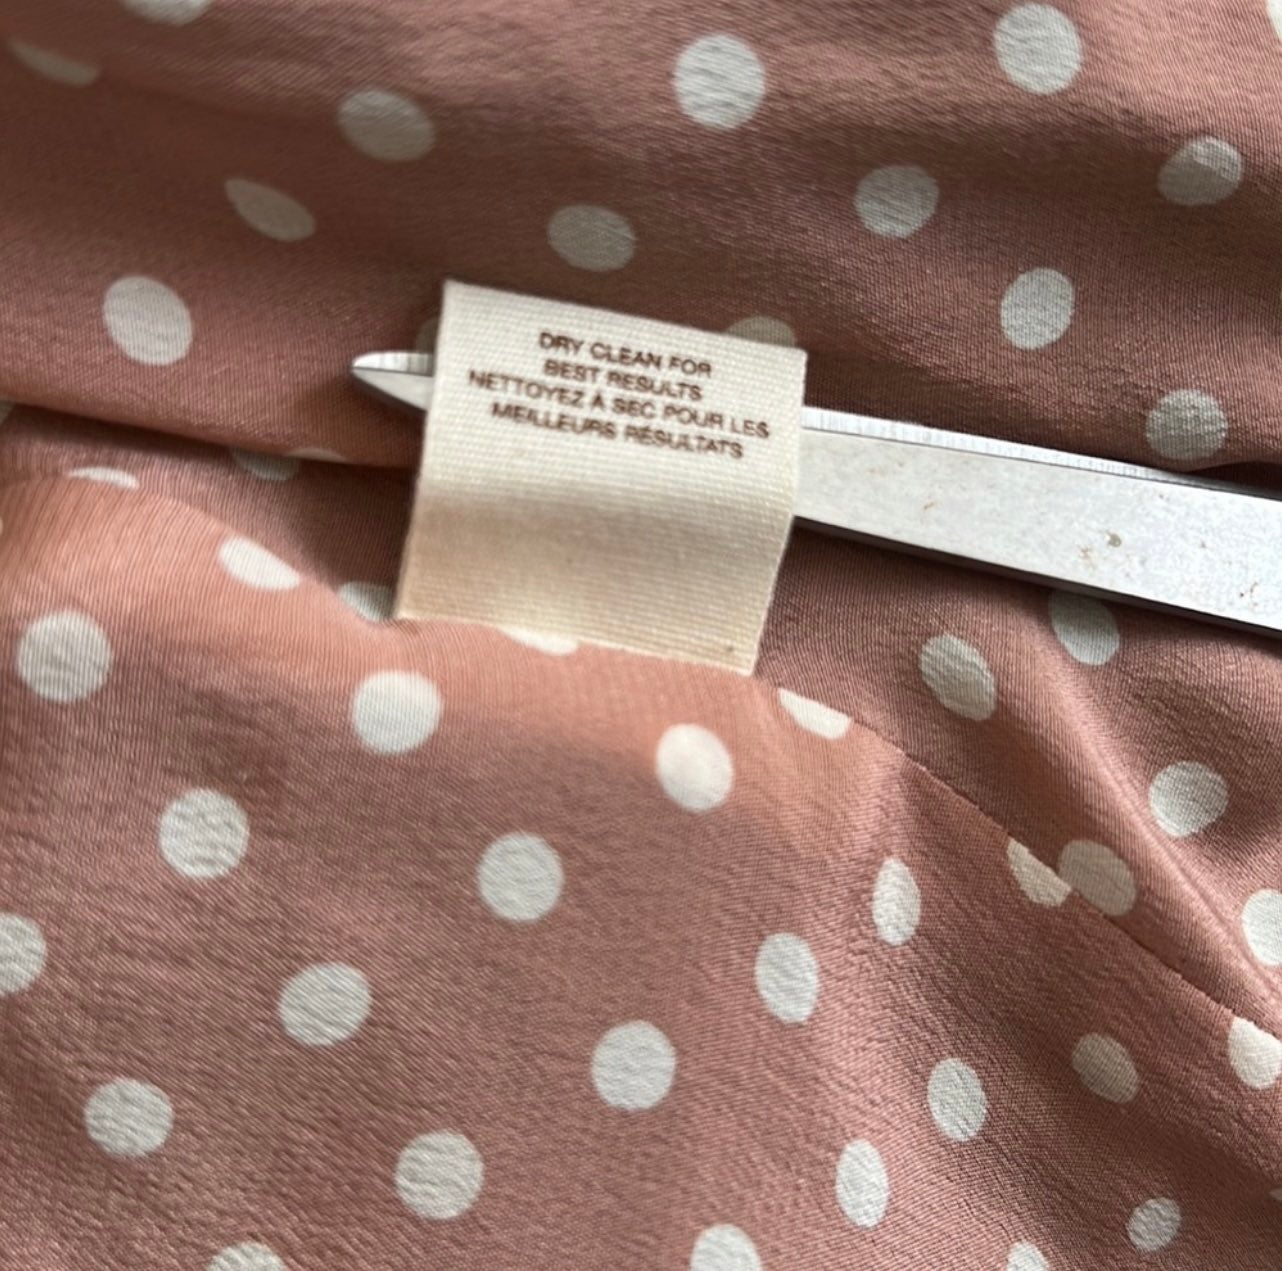 DRY CLEAN FOR
BEST RESULTS
NETTOYEZ À SEC POUR LES
MEILLEURS RÉSULTATS